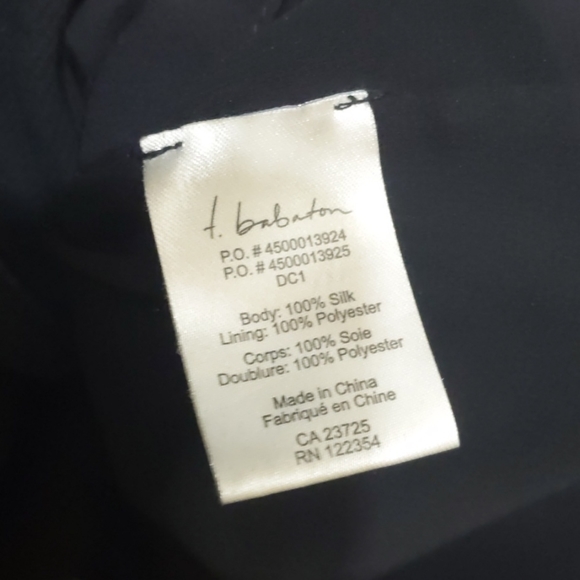 t. babaton
P.O. # 4500013924
P.O. # 4500013925
DC1
Body: 100% Silk
Lining: 100% Polyester
Corps: 100% Soie
Doublure: 100% Polyester
Made in China
Fabriqué en Chine
CA 23725
RN 122354